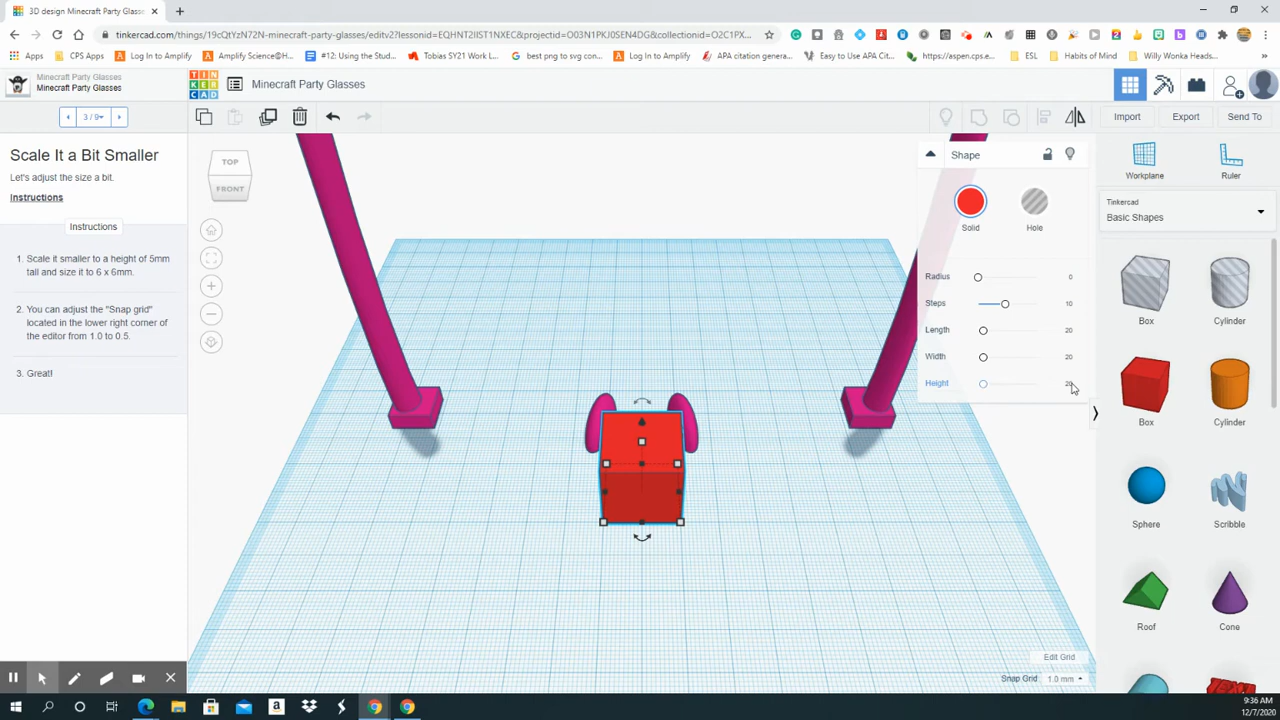 3D design Minecraft Party Glasses
tinkercad.com/things/19cQtYzN72N-minecraft-party-glasses/editv2?lessonid=EQHNT2IIST1NXEC&projectid=O03N1PKJ0SEN4DG&collectionid=O2C1PX...
Apps
CPS Apps
Log In to Amplify
Amplify Science@H...
#12: Using the Stud...
Tobias SY21 Work L...
best png to svg con...
Log In to Amplify
APA citation genera...
Easy to Use APA Cit...
https://aspen.cps.e...
ESL
Habits of Mind
Willy Wonka Heads...
Minecraft Party Glasses
Minecraft Party Glasses
TIN
KER
CAD
Minecraft Party Glasses
3 / 9
Import
Export
Send To
Scale It a Bit Smaller
Let's adjust the size a bit.
Instructions
Instructions
1. Scale it smaller to a height of 5mm
tall and size it to 6 x 6mm.
2. You can adjust the "Snap grid"
located in the lower right corner of
the editor from 1.0 to 0.5.
3. Great!
TOP
FRONT
Shape
Solid
Hole
Radius 0
Steps 10
Length 20
Width 20
Height 20
Workplane
Ruler
Tinkercad
Basic Shapes
Box
Cylinder
Box
Cylinder
Sphere
Scribble
Roof
Cone
Edit Grid
Snap Grid 1.0 mm
9:36 AM
12/7/2020